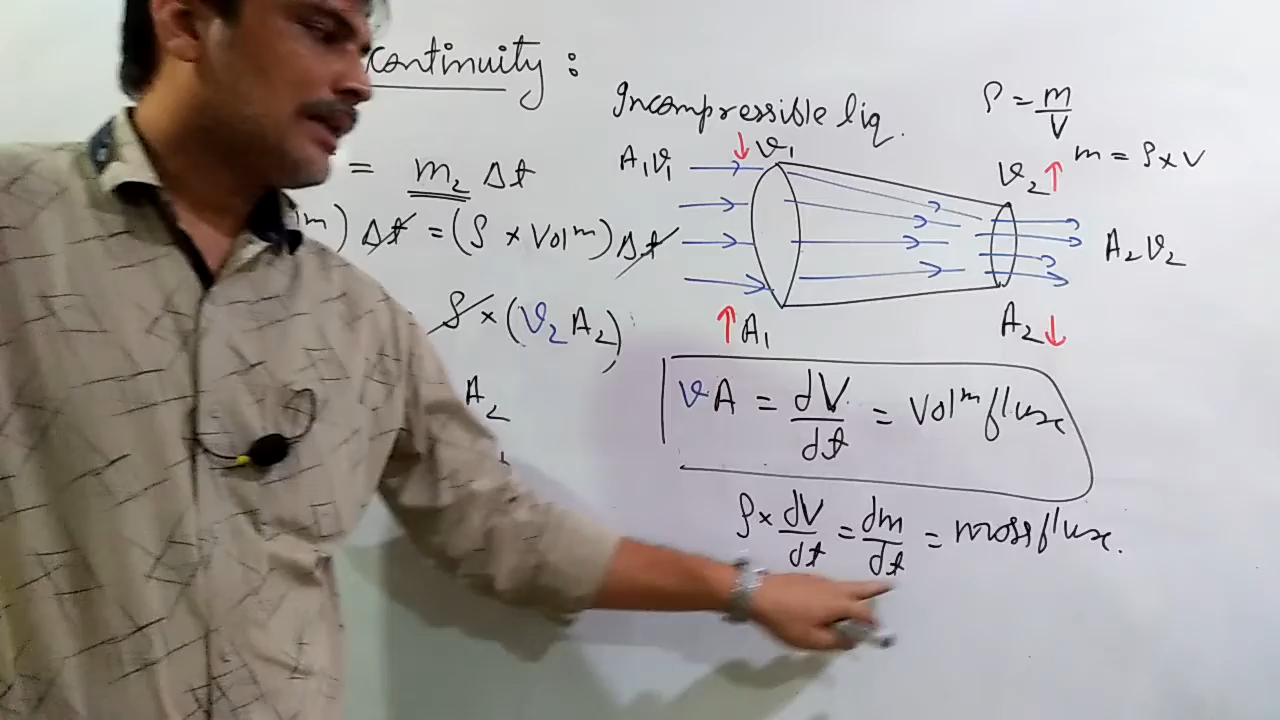 continuity :
Incompressible liq.
ρ = m/V
m = ρ × V
= m₂ Δt
m) Δt = (ρ × Volᵐ) Δt
ρ × (v₂ A₂)
A₂
A₁v₁
v₁
↓
↑ A₁
v₂ ↑
A₂v₂
A₂ ↓
vA = dV/dt = Volᵐ flux
ρ × dV/dt = dm/dt = mass flux.